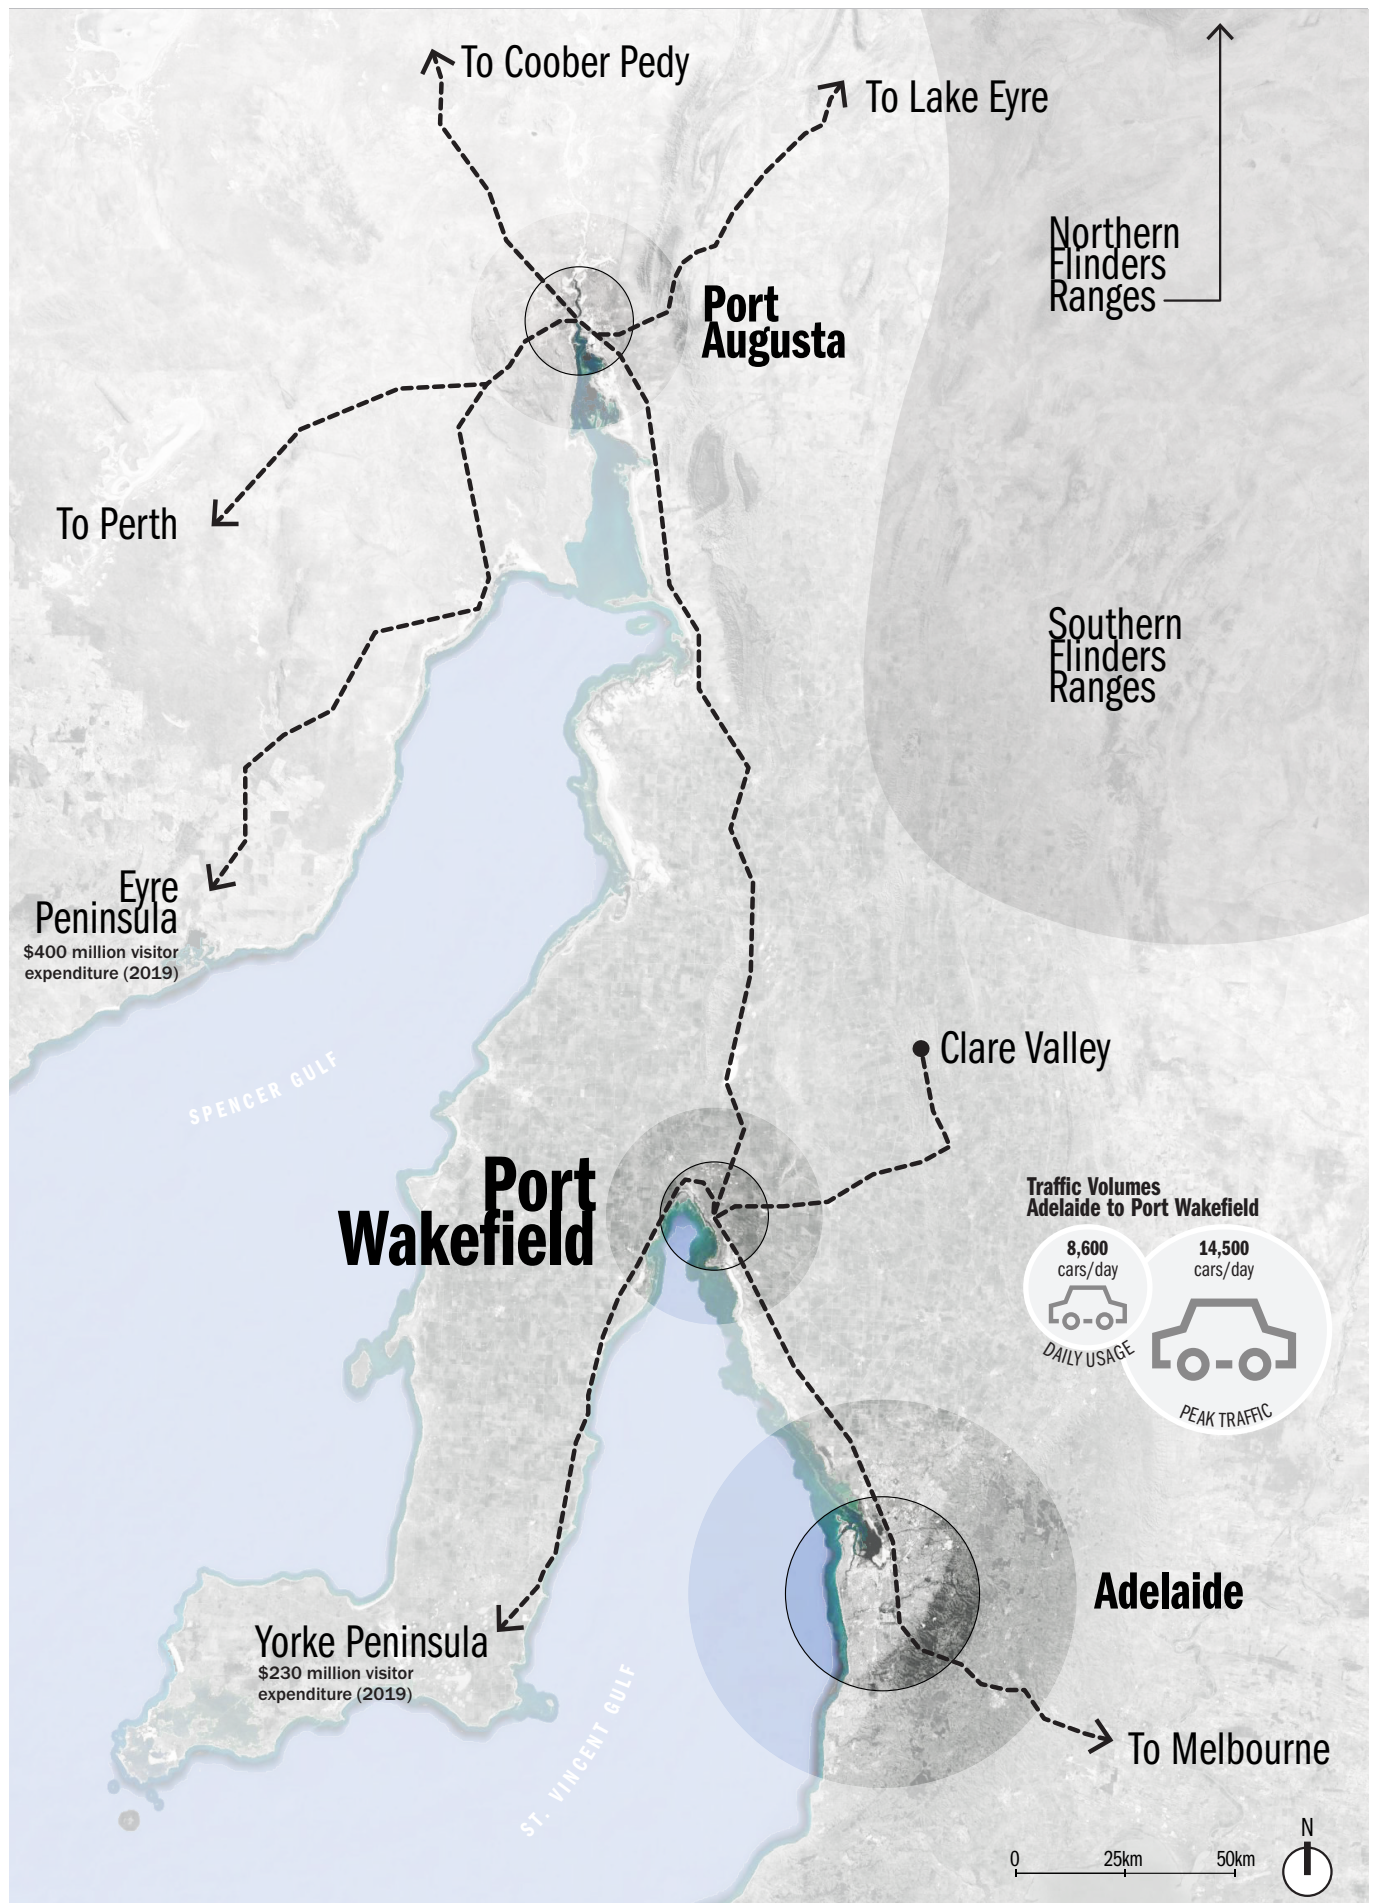 To Coober Pedy
To Lake Eyre
Northern
Flinders
Ranges
Port
Augusta
To Perth
Southern
Flinders
Ranges
Eyre
Peninsula
$400 million visitor
expenditure (2019)
SPENCER GULF
Clare Valley
Port
Wakefield
Traffic Volumes
Adelaide to Port Wakefield
8,600
cars/day
DAILY USAGE
14,500
cars/day
PEAK TRAFFIC
Adelaide
Yorke Peninsula
$230 million visitor
expenditure (2019)
ST. VINCENT GULF
To Melbourne
N
0 25km 50km